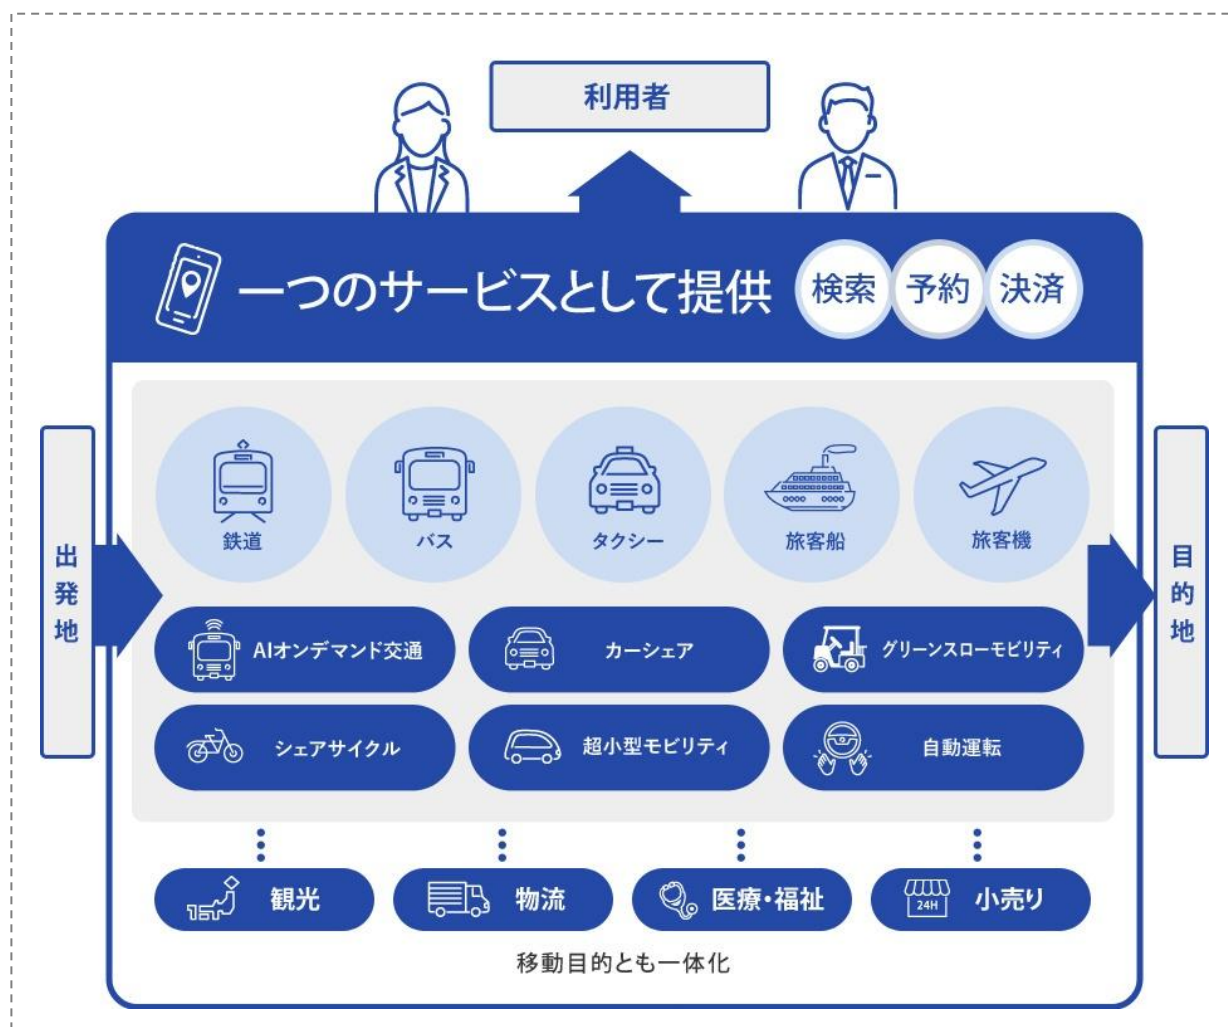 利用者
一つのサービスとして提供
検索
予約
決済
出発地
鉄道
バス
タクシー
旅客船
旅客機
目的地
AIオンデマンド交通
カーシェア
グリーンスローモビリティ
シェアサイクル
超小型モビリティ
自動運転
観光
物流
医療・福祉
24H
小売り
移動目的とも一体化